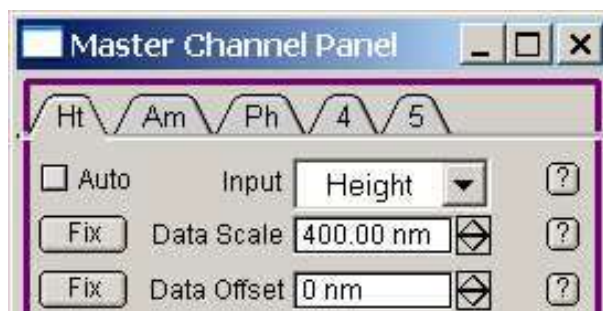 Master Channel Panel
Ht Am Ph 4 5
Auto Input Height ?
Fix Data Scale 400.00 nm ?
Fix Data Offset 0 nm ?